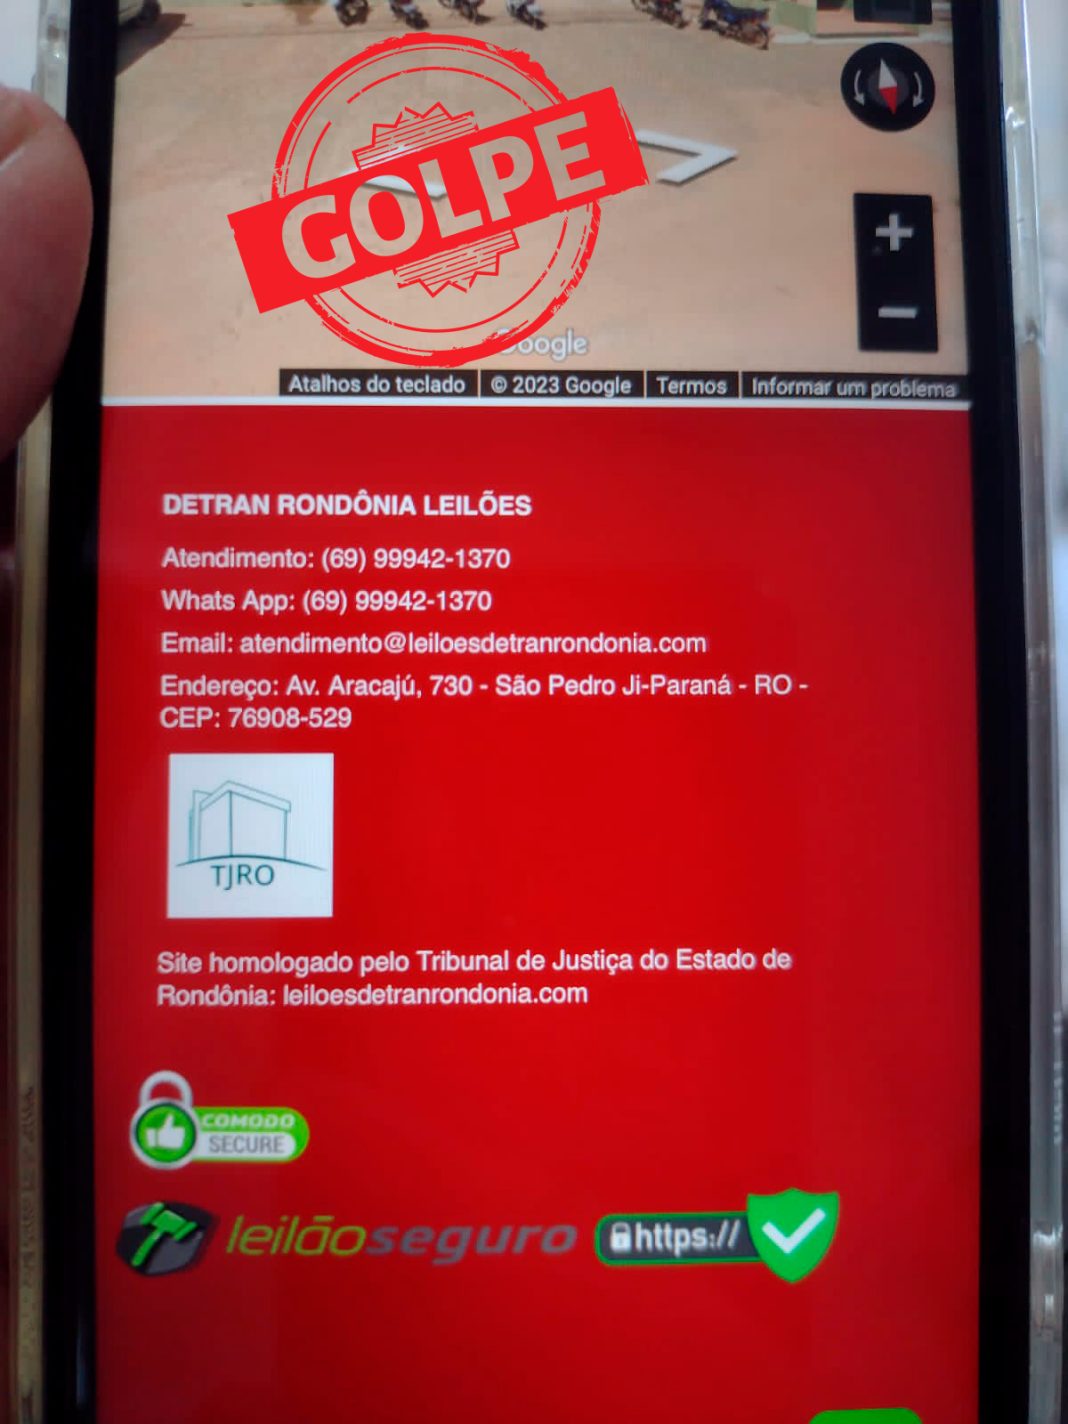 GOLPE
Google
Atalhos do teclado
© 2023 Google
Termos
Informar um problema
DETRAN RONDÔNIA LEILÕES
Atendimento: (69) 99942-1370
Whats App: (69) 99942-1370
Email: atendimento@leiloesdetranrondonia.com
Endereço: Av. Aracajú, 730 - São Pedro Ji-Paraná - RO -
CEP: 76908-529
TJRO
Site homologado pelo Tribunal de Justiça do Estado de
Rondônia: leiloesdetranrondonia.com
COMODO
SECURE
leilãoseguro
https://